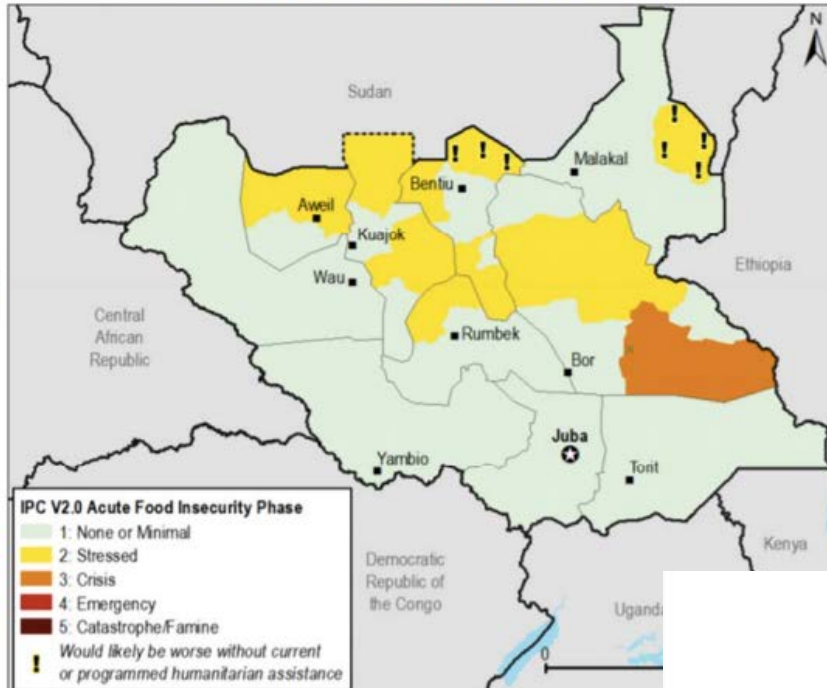 N
Sudan
Malakal
Bentiu
Aweil
Kuajok
Ethiopia
Wau
Central
African
Republic
Rumbek
Bor
Juba
Yambio
Torit
IPC V2.0 Acute Food Insecurity Phase
1: None or Minimal
2: Stressed
3: Crisis
4: Emergency
5: Catastrophe/Famine
! Would likely be worse without current
or programmed humanitarian assistance
Democratic
Republic of
the Congo
Kenya
Uganda
0
! ! !
! ! ! !